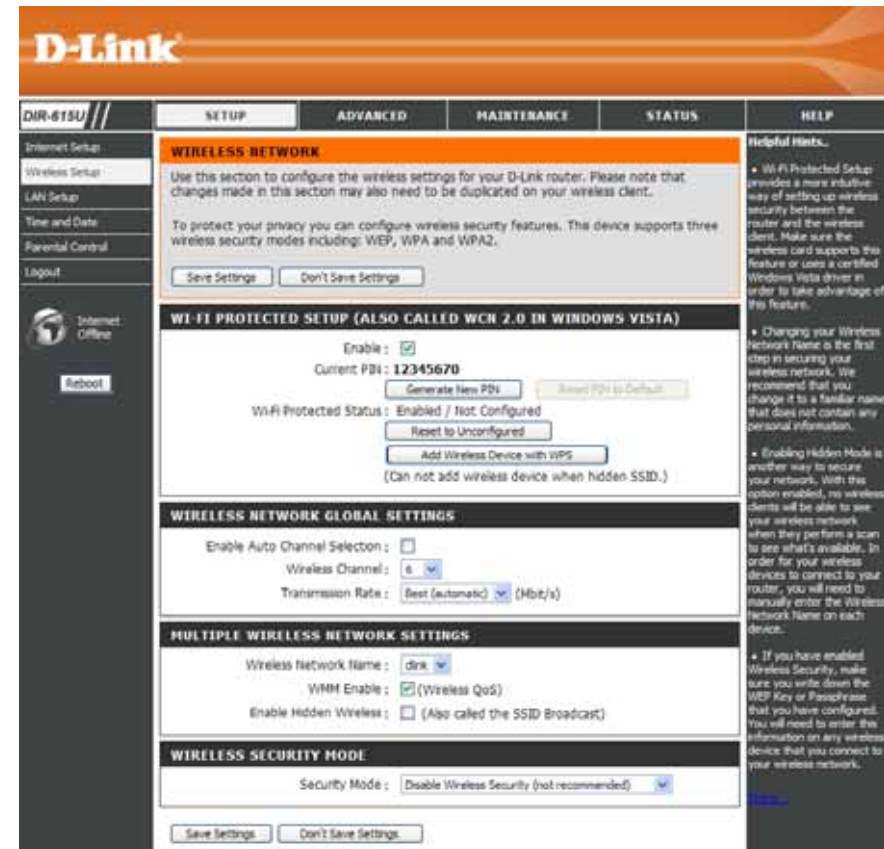 D-Link
DIR-615U //
SETUP
ADVANCED
MAINTENANCE
STATUS
HELP
Internet Setup
Wireless Setup
LAN Setup
Time and Date
Parental Control
Logout
Internet
Offline
Reboot
WIRELESS NETWORK
Use this section to configure the wireless settings for your D-Link router. Please note that
changes made in this section may also need to be duplicated on your wireless client.
To protect your privacy you can configure wireless security features. This device supports three
wireless security modes including: WEP, WPA and WPA2.
Save Settings
Don't Save Settings
WI-FI PROTECTED SETUP (ALSO CALLED WCN 2.0 IN WINDOWS VISTA)
Enable :
Current PIN : 12345670
Generate New PIN
Reset PIN to Default
Wi-Fi Protected Status : Enabled / Not Configured
Reset to Unconfigured
Add Wireless Device with WPS
(Can not add wireless device when hidden SSID.)
WIRELESS NETWORK GLOBAL SETTINGS
Enable Auto Channel Selection :
Wireless Channel : 6
Transmission Rate : Best (automatic) (Mbit/s)
MULTIPLE WIRELESS NETWORK SETTINGS
Wireless Network Name : dlink
WMM Enable : (Wireless QoS)
Enable Hidden Wireless : (Also called the SSID Broadcast)
WIRELESS SECURITY MODE
Security Mode : Disable Wireless Security (not recommended)
Save Settings
Don't Save Settings
Helpful Hints..
• Wi-Fi Protected Setup
provides a more intuitive
way of setting up wireless
security between the
router and the wireless
client. Make sure the
wireless card supports this
feature or uses a certified
Windows Vista driver in
order to take advantage of
this feature.
• Changing your Wireless
Network Name is the first
step in securing your
wireless network. We
recommend that you
change it to a familiar name
that does not contain any
personal information.
• Enabling Hidden Mode is
another way to secure
your network. With this
option enabled, no wireless
clients will be able to see
your wireless network
when they perform a scan
to see what's available. In
order for your wireless
devices to connect to your
router, you will need to
manually enter the Wireless
Network Name on each
device.
• If you have enabled
Wireless Security, make
sure you write down the
WEP Key or Passphrase
that you have configured.
You will need to enter this
information on any wireless
device that you connect to
your wireless network.